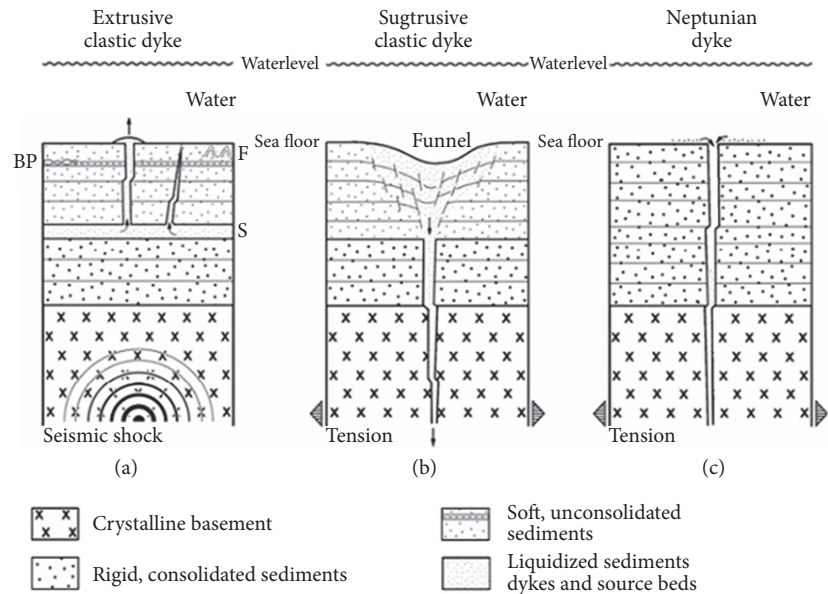 Extrusive
clastic dyke
Sugtrusive
clastic dyke
Neptunian
dyke
Waterlevel
Waterlevel
Water
Water
Water
Sea floor
Funnel
Sea floor
BP
F
S
Seismic shock
Tension
Tension
(a)
(b)
(c)
Crystalline basement
Rigid, consolidated sediments
Soft, unconsolidated
sediments
Liquidized sediments
dykes and source beds